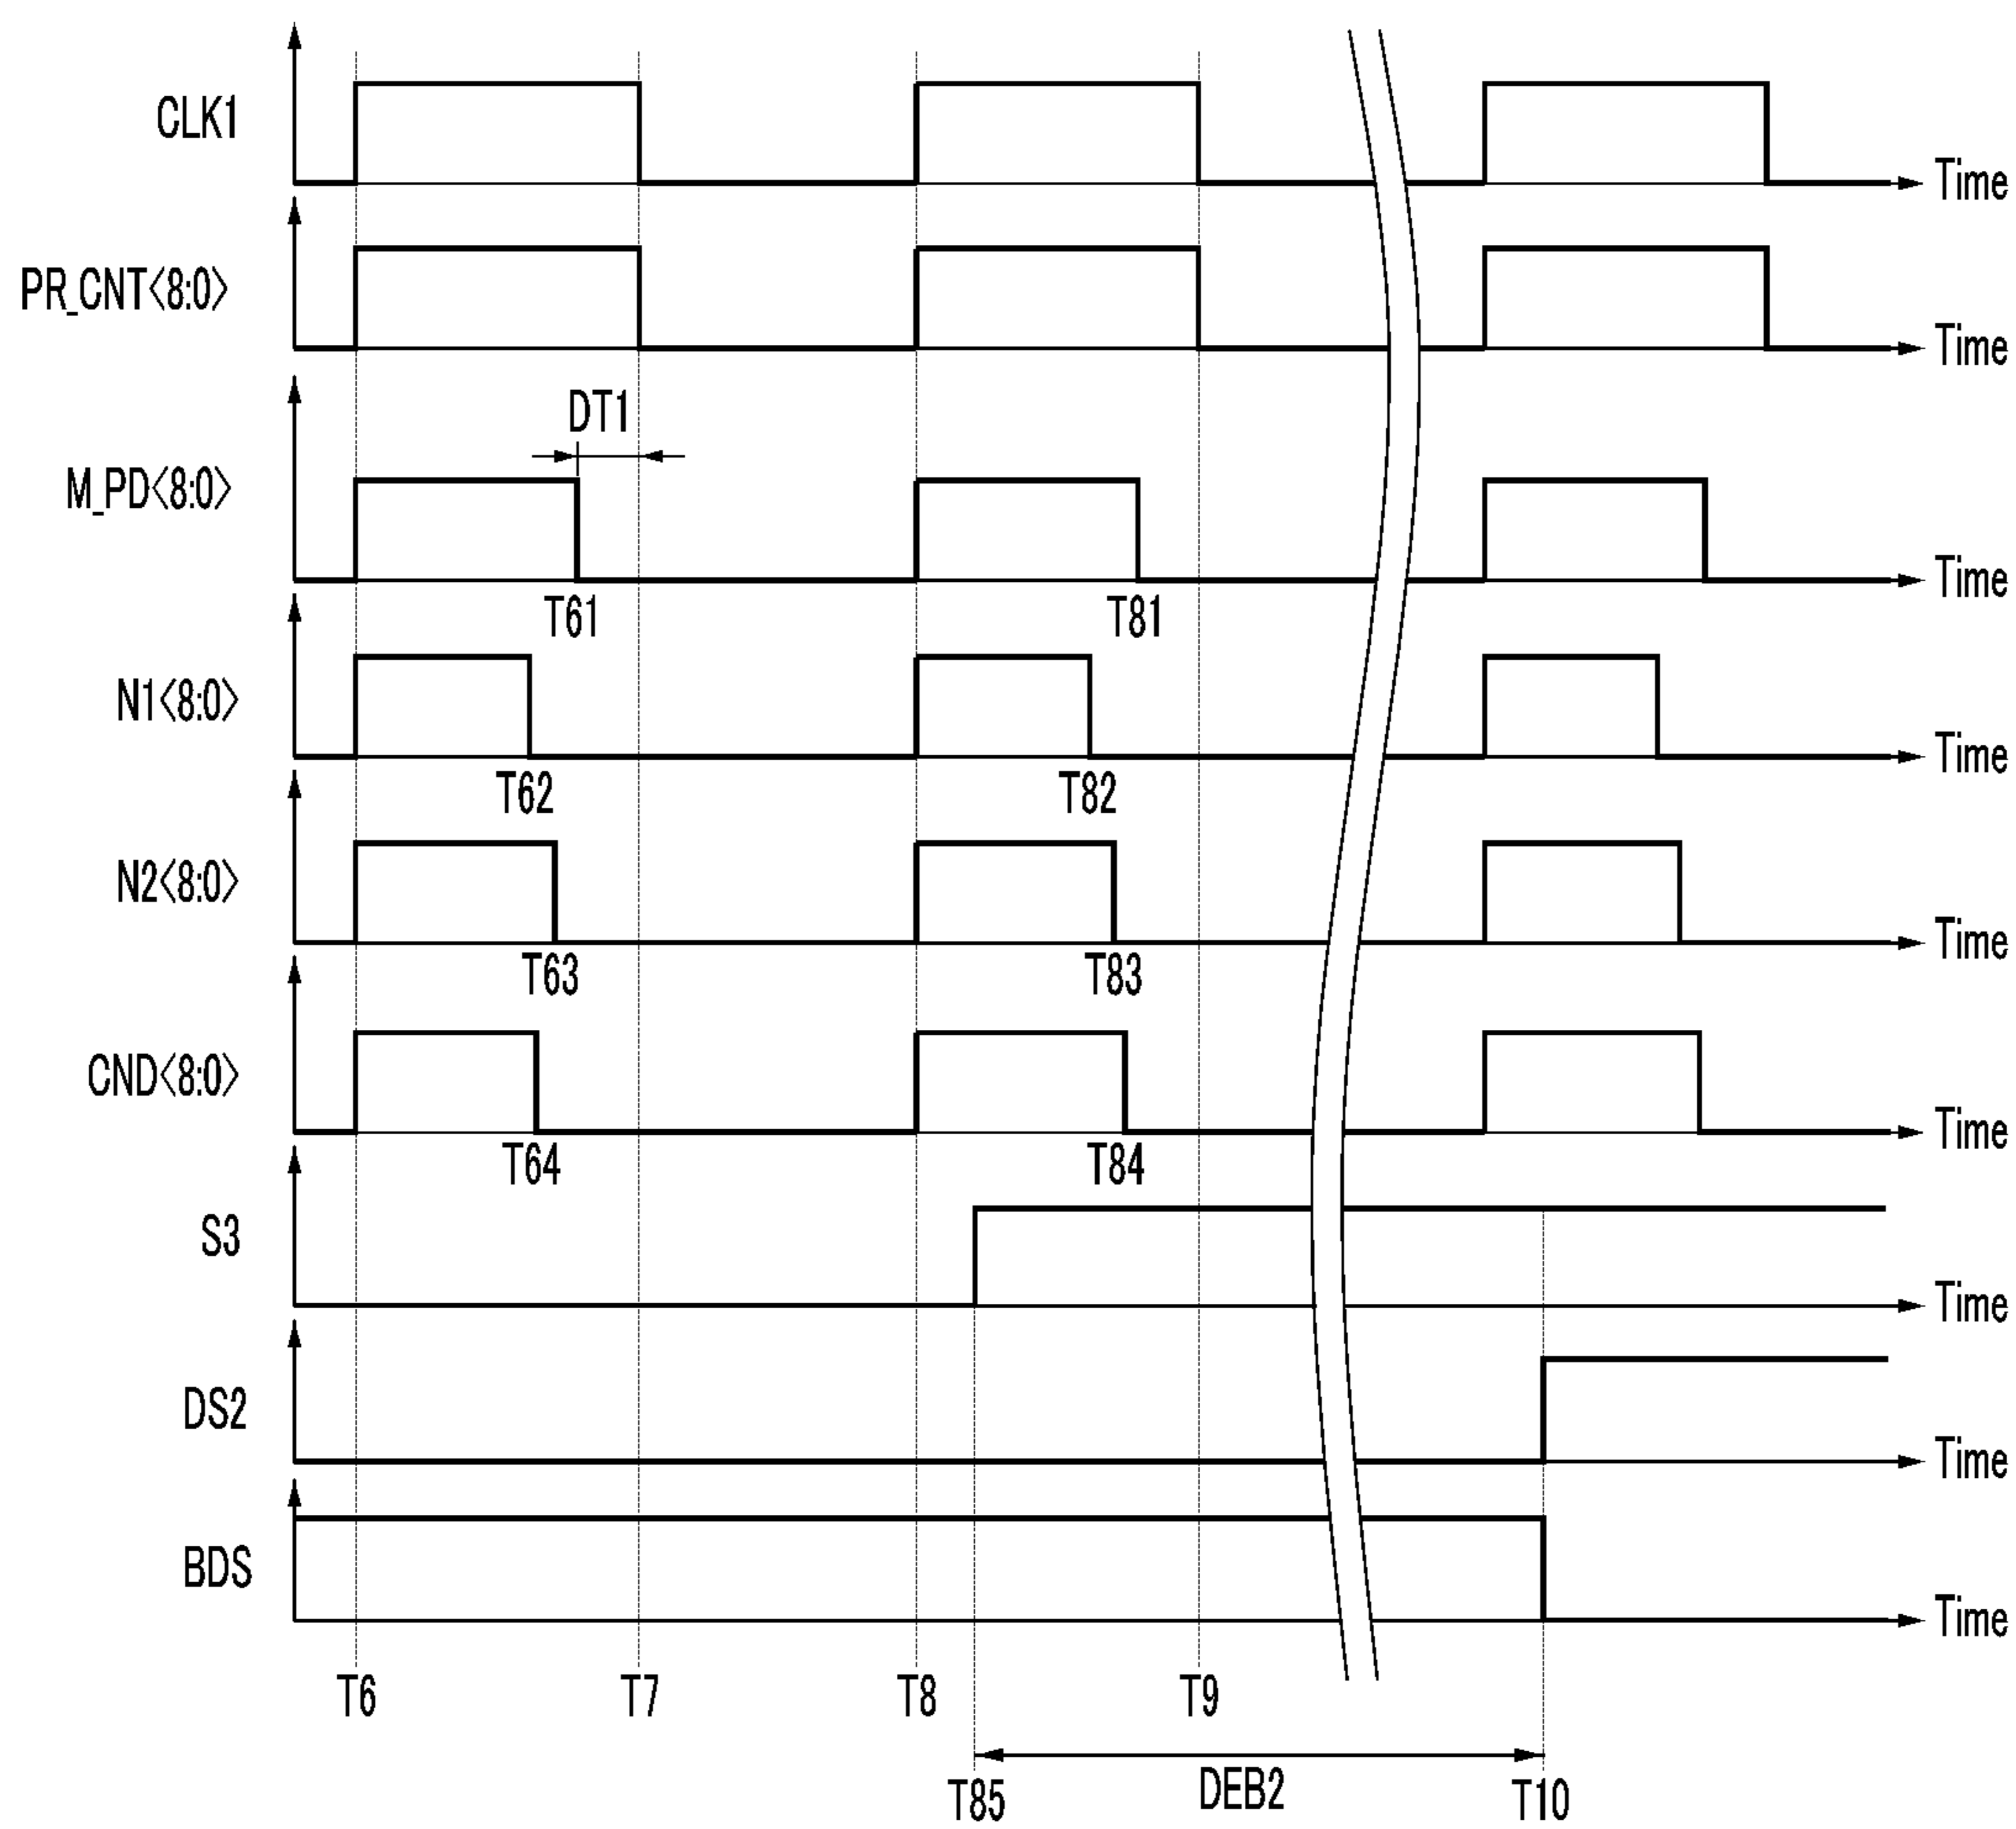 CLK1
Time
PR_CNT<8:0>
Time
DT1
M_PD<8:0>
Time
T61 T81
N1<8:0>
Time
T62 T82
N2<8:0>
Time
T63 T83
CND<8:0>
Time
T64 T84
S3
Time
DS2
Time
BDS
Time
T6 T7 T8 T9
T85 DEB2 T10